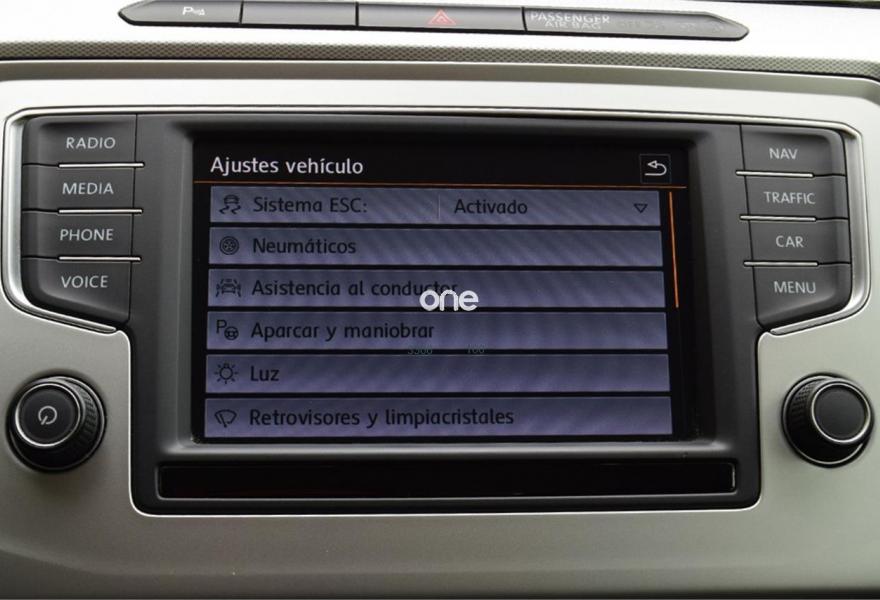 PASSENGER
AIR BAG
RADIO
MEDIA
PHONE
VOICE
Ajustes vehículo
Sistema ESC: Activado
Neumáticos
Asistencia al conductor
one
Aparcar y maniobrar
Luz
Retrovisores y limpiacristales
NAV
TRAFFIC
CAR
MENU